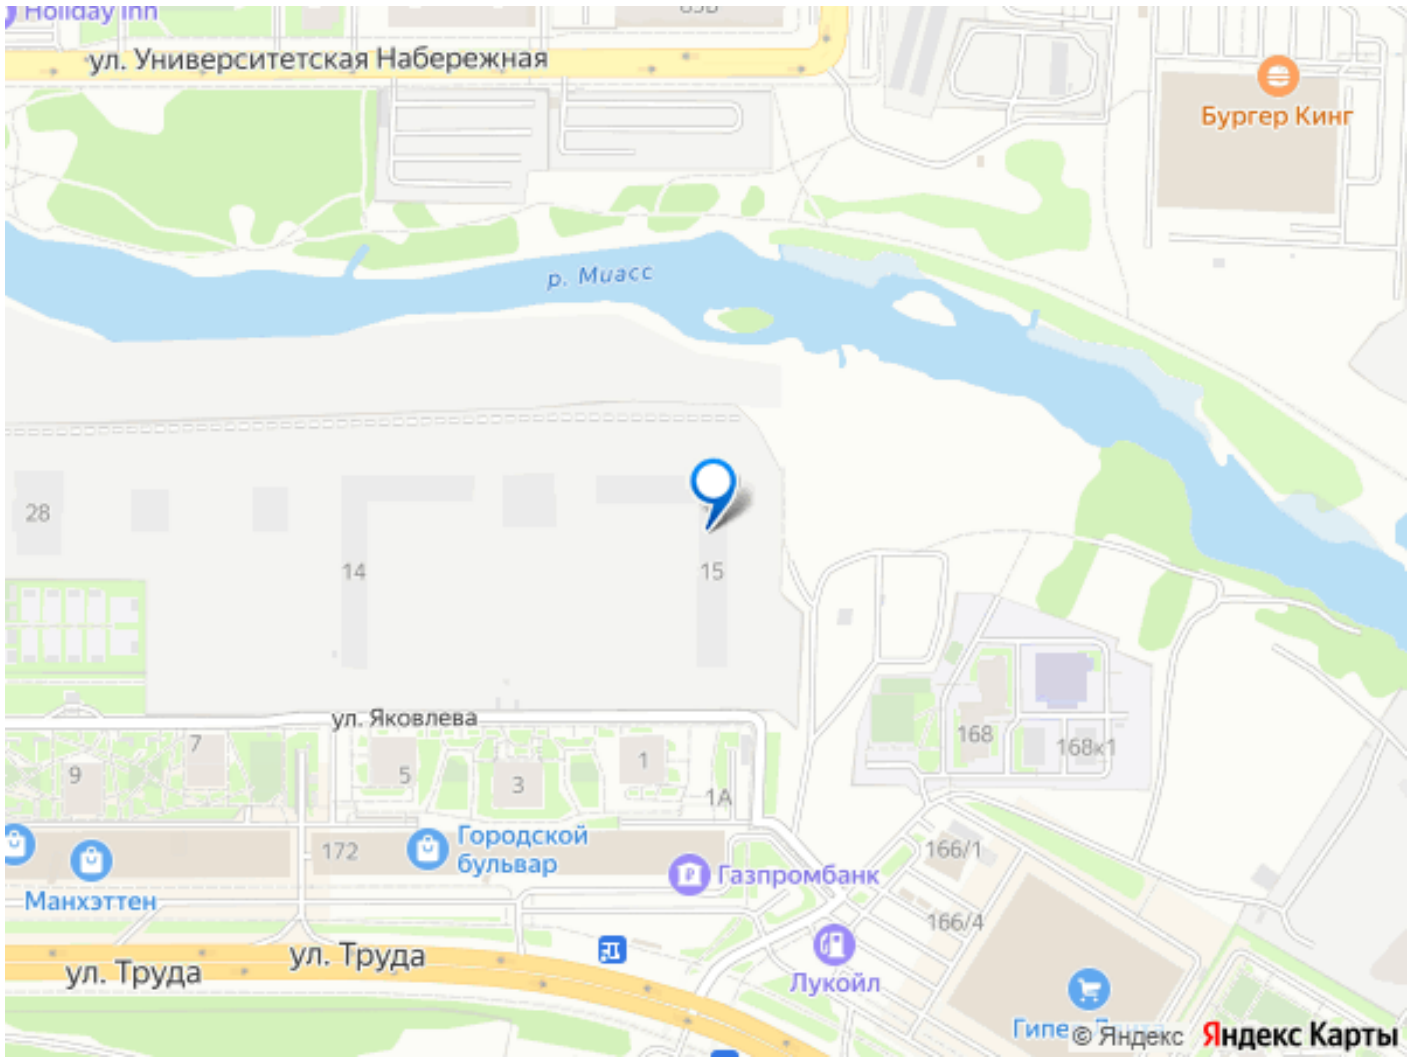 Holiday Inn
ул. Университетская Набережная
Бургер Кинг
р. Миасс
28
14
15
ул. Яковлева
7
9
5
3
1
1А
168
168к1
172
Городской
бульвар
Манхэттен
Газпромбанк
166/1
166/4
ул. Труда
ул. Труда
Лукойл
© Яндекс
Яндекс Карты